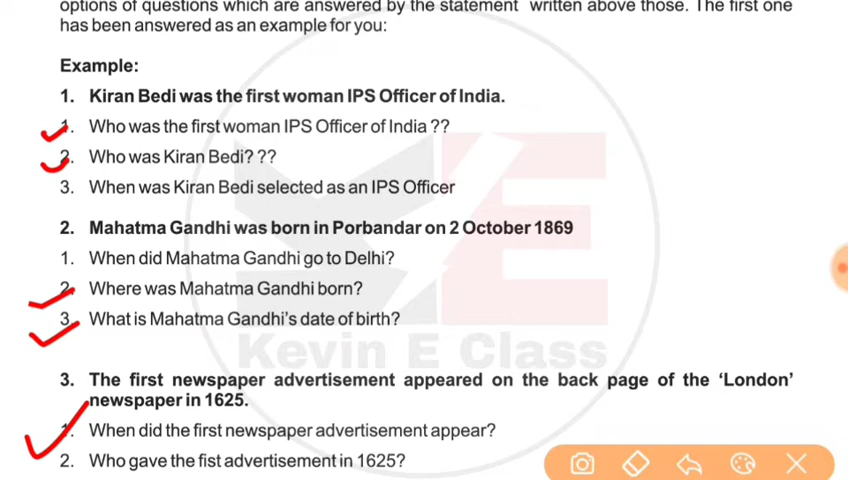 options of questions which are answered by the statement written above those. The first one
has been answered as an example for you:
Example:
1. Kiran Bedi was the first woman IPS Officer of India.
1. Who was the first woman IPS Officer of India ??
2. Who was Kiran Bedi? ??
3. When was Kiran Bedi selected as an IPS Officer
2. Mahatma Gandhi was born in Porbandar on 2 October 1869
1. When did Mahatma Gandhi go to Delhi?
2. Where was Mahatma Gandhi born?
3. What is Mahatma Gandhi's date of birth?
Kevin E Class
3. The first newspaper advertisement appeared on the back page of the 'London'
newspaper in 1625.
1. When did the first newspaper advertisement appear?
2. Who gave the fist advertisement in 1625?